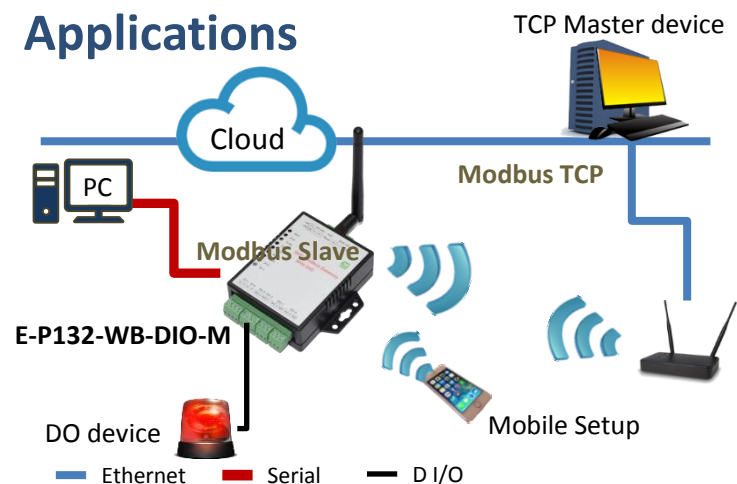 Applications
TCP Master device
Cloud
PC
Modbus TCP
Modbus Slave
E-P132-WB-DIO-M
DO device
Mobile Setup
Ethernet
Serial
D I/O